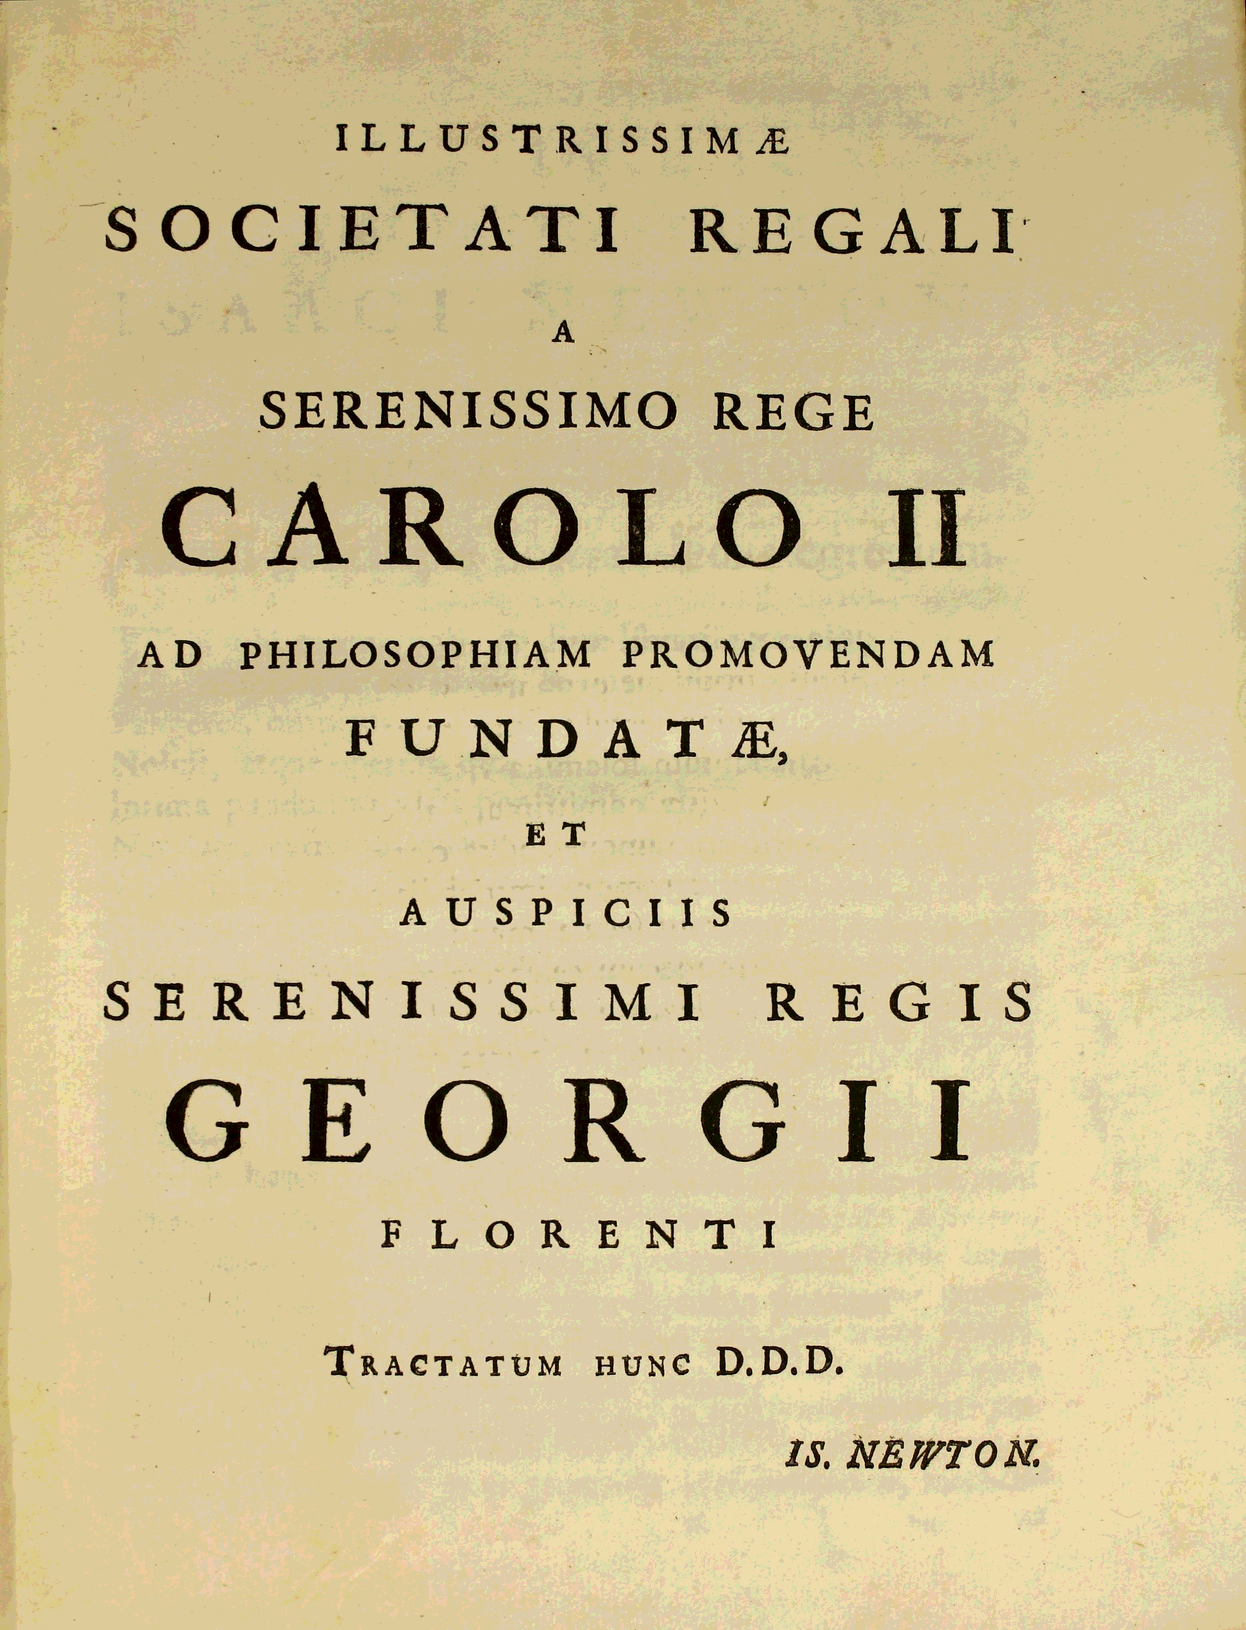 ILLUSTRISSIMÆ
SOCIETATI REGALI
A
SERENISSIMO REGE
CAROLO II
AD PHILOSOPHIAM PROMOVENDAM
FUNDATÆ,
ET
AUSPICIIS
SERENISSIMI REGIS
GEORGII
FLORENTI
TRACTATUM HUNC D.D.D.
IS. NEWTON.